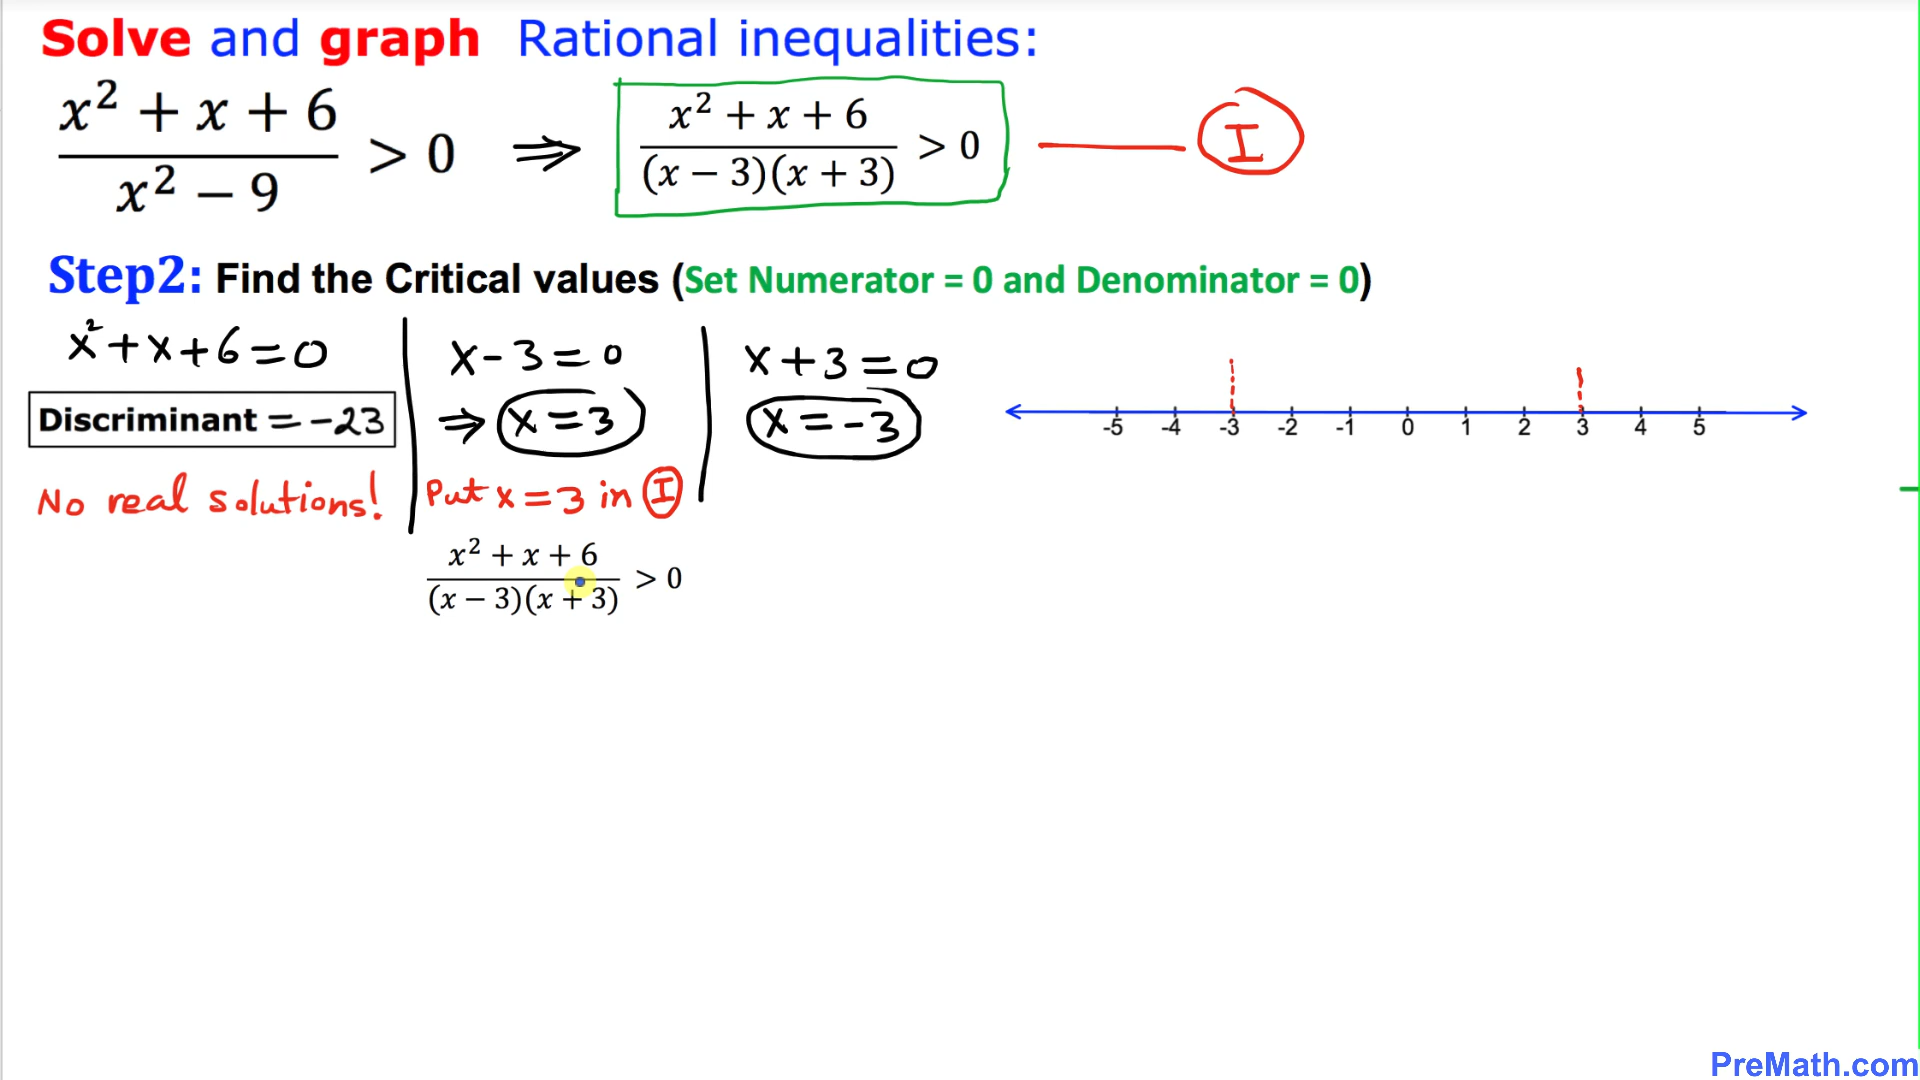 Solve and graph Rational inequalities:
x² + x + 6 / x² − 9 > 0 ⇒ x² + x + 6 / (x − 3)(x + 3) > 0 — I
Step2: Find the Critical values (Set Numerator = 0 and Denominator = 0)
x² + x + 6 = 0
Discriminant = -23
No real solutions!
x - 3 = 0
⇒ x = 3
Put x = 3 in I
x² + x + 6 / (x − 3)(x + 3) > 0
x + 3 = 0
x = -3
-5 -4 -3 -2 -1 0 1 2 3 4 5
PreMath.com